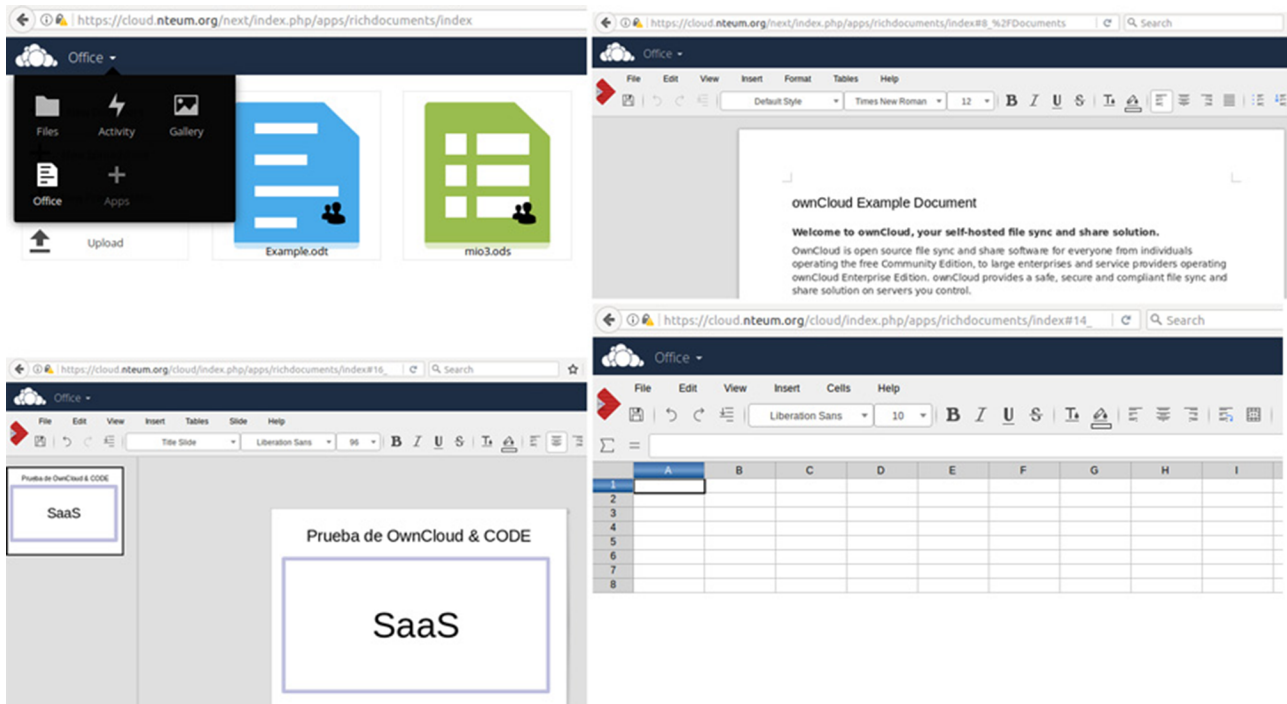 https://cloud.nteum.org/next/index.php/apps/richdocuments/index
Office
Files Activity Gallery
Office Apps
Upload
Example.odt
mio3.ods
https://cloud.nteum.org/next/index.php/apps/richdocuments/index#8_%2FDocuments
Search
Office
File Edit View Insert Format Tables Help
Default Style Times New Roman 12 B I U S
ownCloud Example Document
Welcome to ownCloud, your self-hosted file sync and share solution.
OwnCloud is open source file sync and share software for everyone from individuals
operating the free Community Edition, to large enterprises and service providers operating
ownCloud Enterprise Edition. ownCloud provides a safe, secure and compliant file sync and
share solution on servers you control.
https://cloud.nteum.org/cloud/index.php/apps/richdocuments/index#16_
Search
Office
File Edit View Insert Tables Slide Help
Title Slide Liberation Sans 96 B I U S
Prueba de OwnCloud & CODE
SaaS
Prueba de OwnCloud & CODE
SaaS
https://cloud.nteum.org/cloud/index.php/apps/richdocuments/index#14_
Search
Office
File Edit View Insert Cells Help
Liberation Sans 10 B I U S
Σ =
A B C D E F G H I
1
2
3
4
5
6
7
8